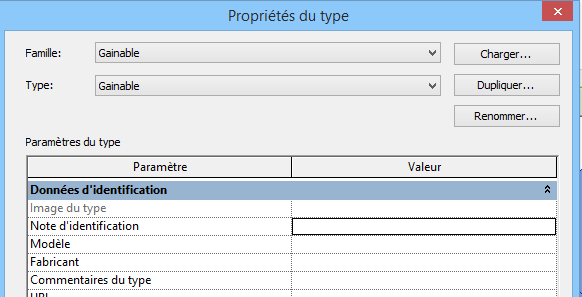 Propriétés du type
Famille: Gainable Charger...
Type: Gainable Dupliquer...
Renommer...
Paramètres du type
Paramètre Valeur
Données d'identification
Image du type
Note d'identification
Modèle
Fabricant
Commentaires du type